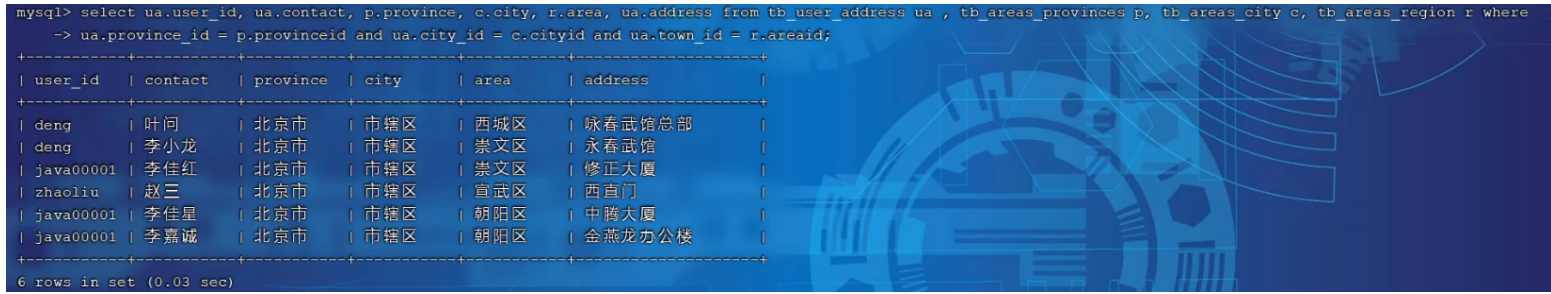 mysql> select ua.user_id, ua.contact, p.province, c.city, r.area, ua.address from tb_user_address ua , tb_areas_provinces p, tb_areas_city c, tb_areas_region r where
    -> ua.province_id = p.provinceid and ua.city_id = c.cityid and ua.town_id = r.areaid;
+-----------+-----------+-----------+-----------+-----------+--------------------+
| user_id   | contact   | province  | city      | area      | address            |
+-----------+-----------+-----------+-----------+-----------+--------------------+
| deng      | 叶问      | 北京市    | 市辖区    | 西城区    | 咏春武馆总部       |
| deng      | 李小龙    | 北京市    | 市辖区    | 崇文区    | 永春武馆           |
| java00001 | 李佳红    | 北京市    | 市辖区    | 崇文区    | 修正大厦           |
| zhaoliu   | 赵三      | 北京市    | 市辖区    | 宣武区    | 西直门             |
| java00001 | 李佳星    | 北京市    | 市辖区    | 朝阳区    | 中腾大厦           |
| java00001 | 李嘉诚    | 北京市    | 市辖区    | 朝阳区    | 金燕龙办公楼       |
+-----------+-----------+-----------+-----------+-----------+--------------------+
6 rows in set (0.03 sec)